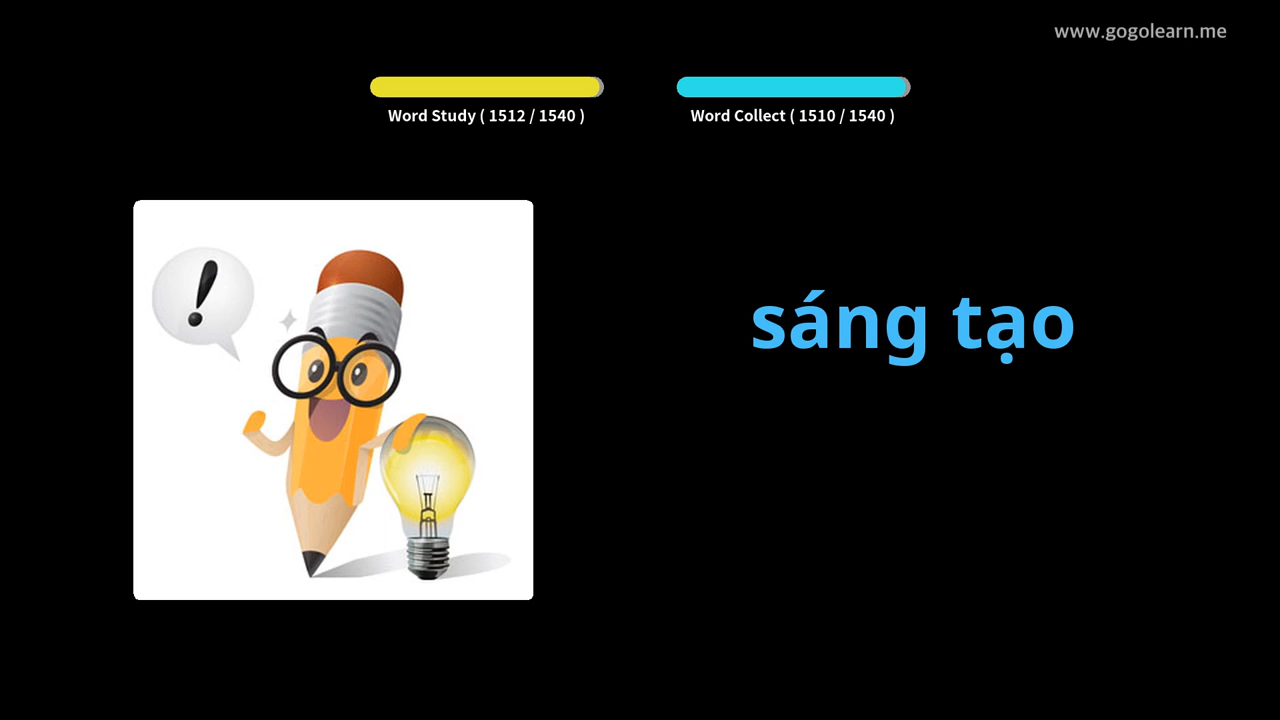 www.gogolearn.me
Word Study ( 1512 / 1540 )
Word Collect ( 1510 / 1540 )
!
sáng tạo